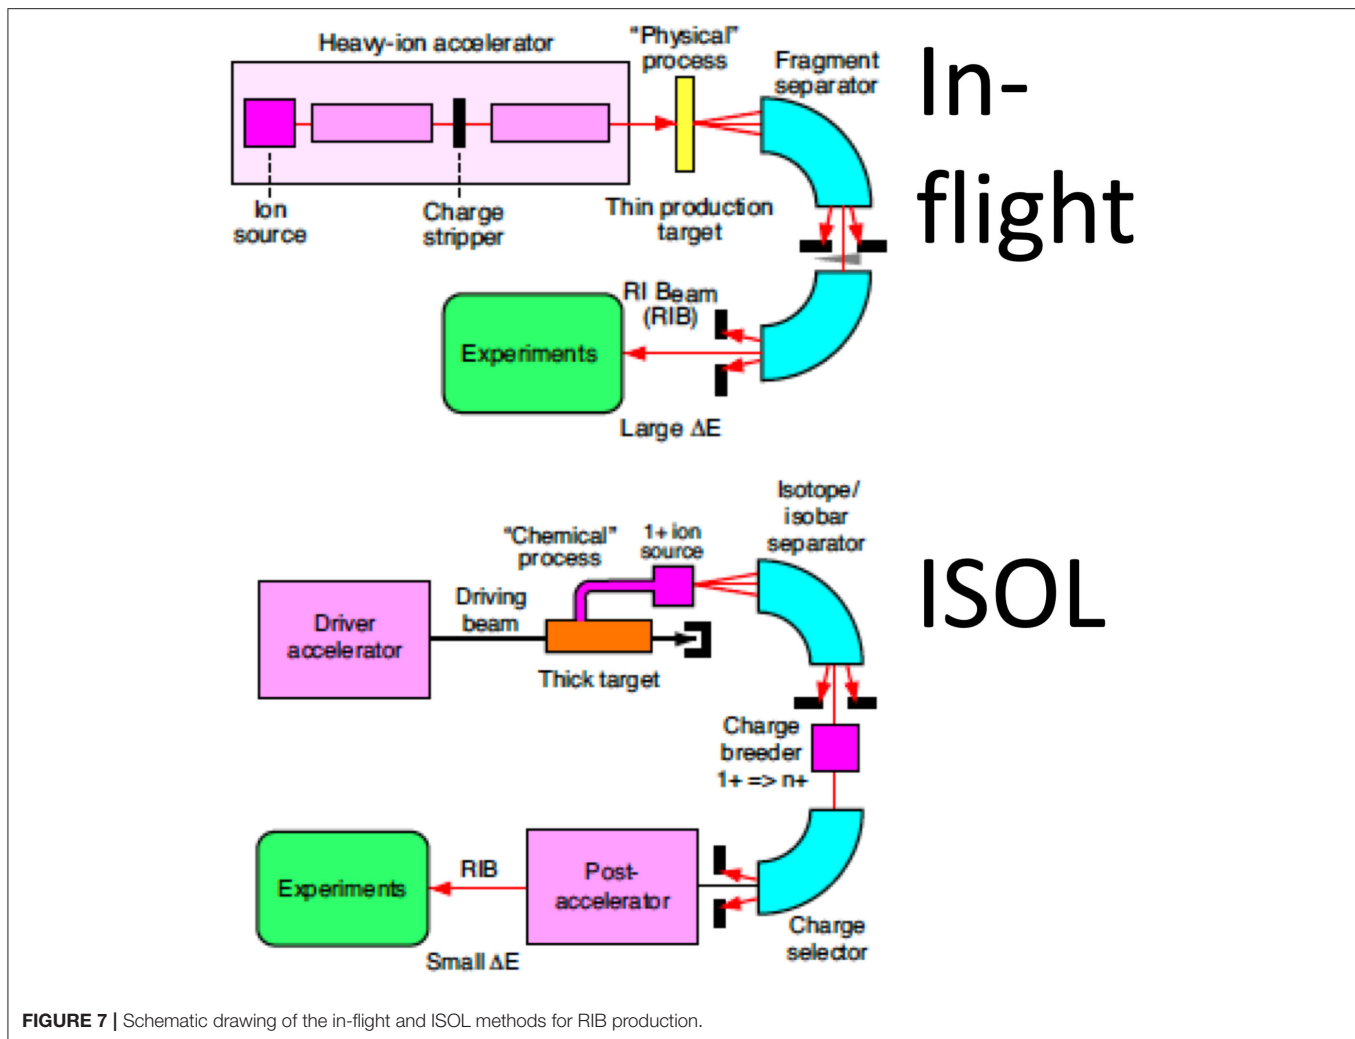 Heavy-ion accelerator
"Physical"
process
Fragment
separator
In-
flight
Ion
source
Charge
stripper
Thin production
target
RI Beam
(RIB)
Experiments
Large ΔE
Isotope/
isobar
separator
"Chemical"
process
1+ ion
source
ISOL
Driver
accelerator
Driving
beam
Thick target
Charge
breeder
1+ => n+
Experiments
RIB
Post-
accelerator
Small ΔE
Charge
selector
FIGURE 7 | Schematic drawing of the in-flight and ISOL methods for RIB production.